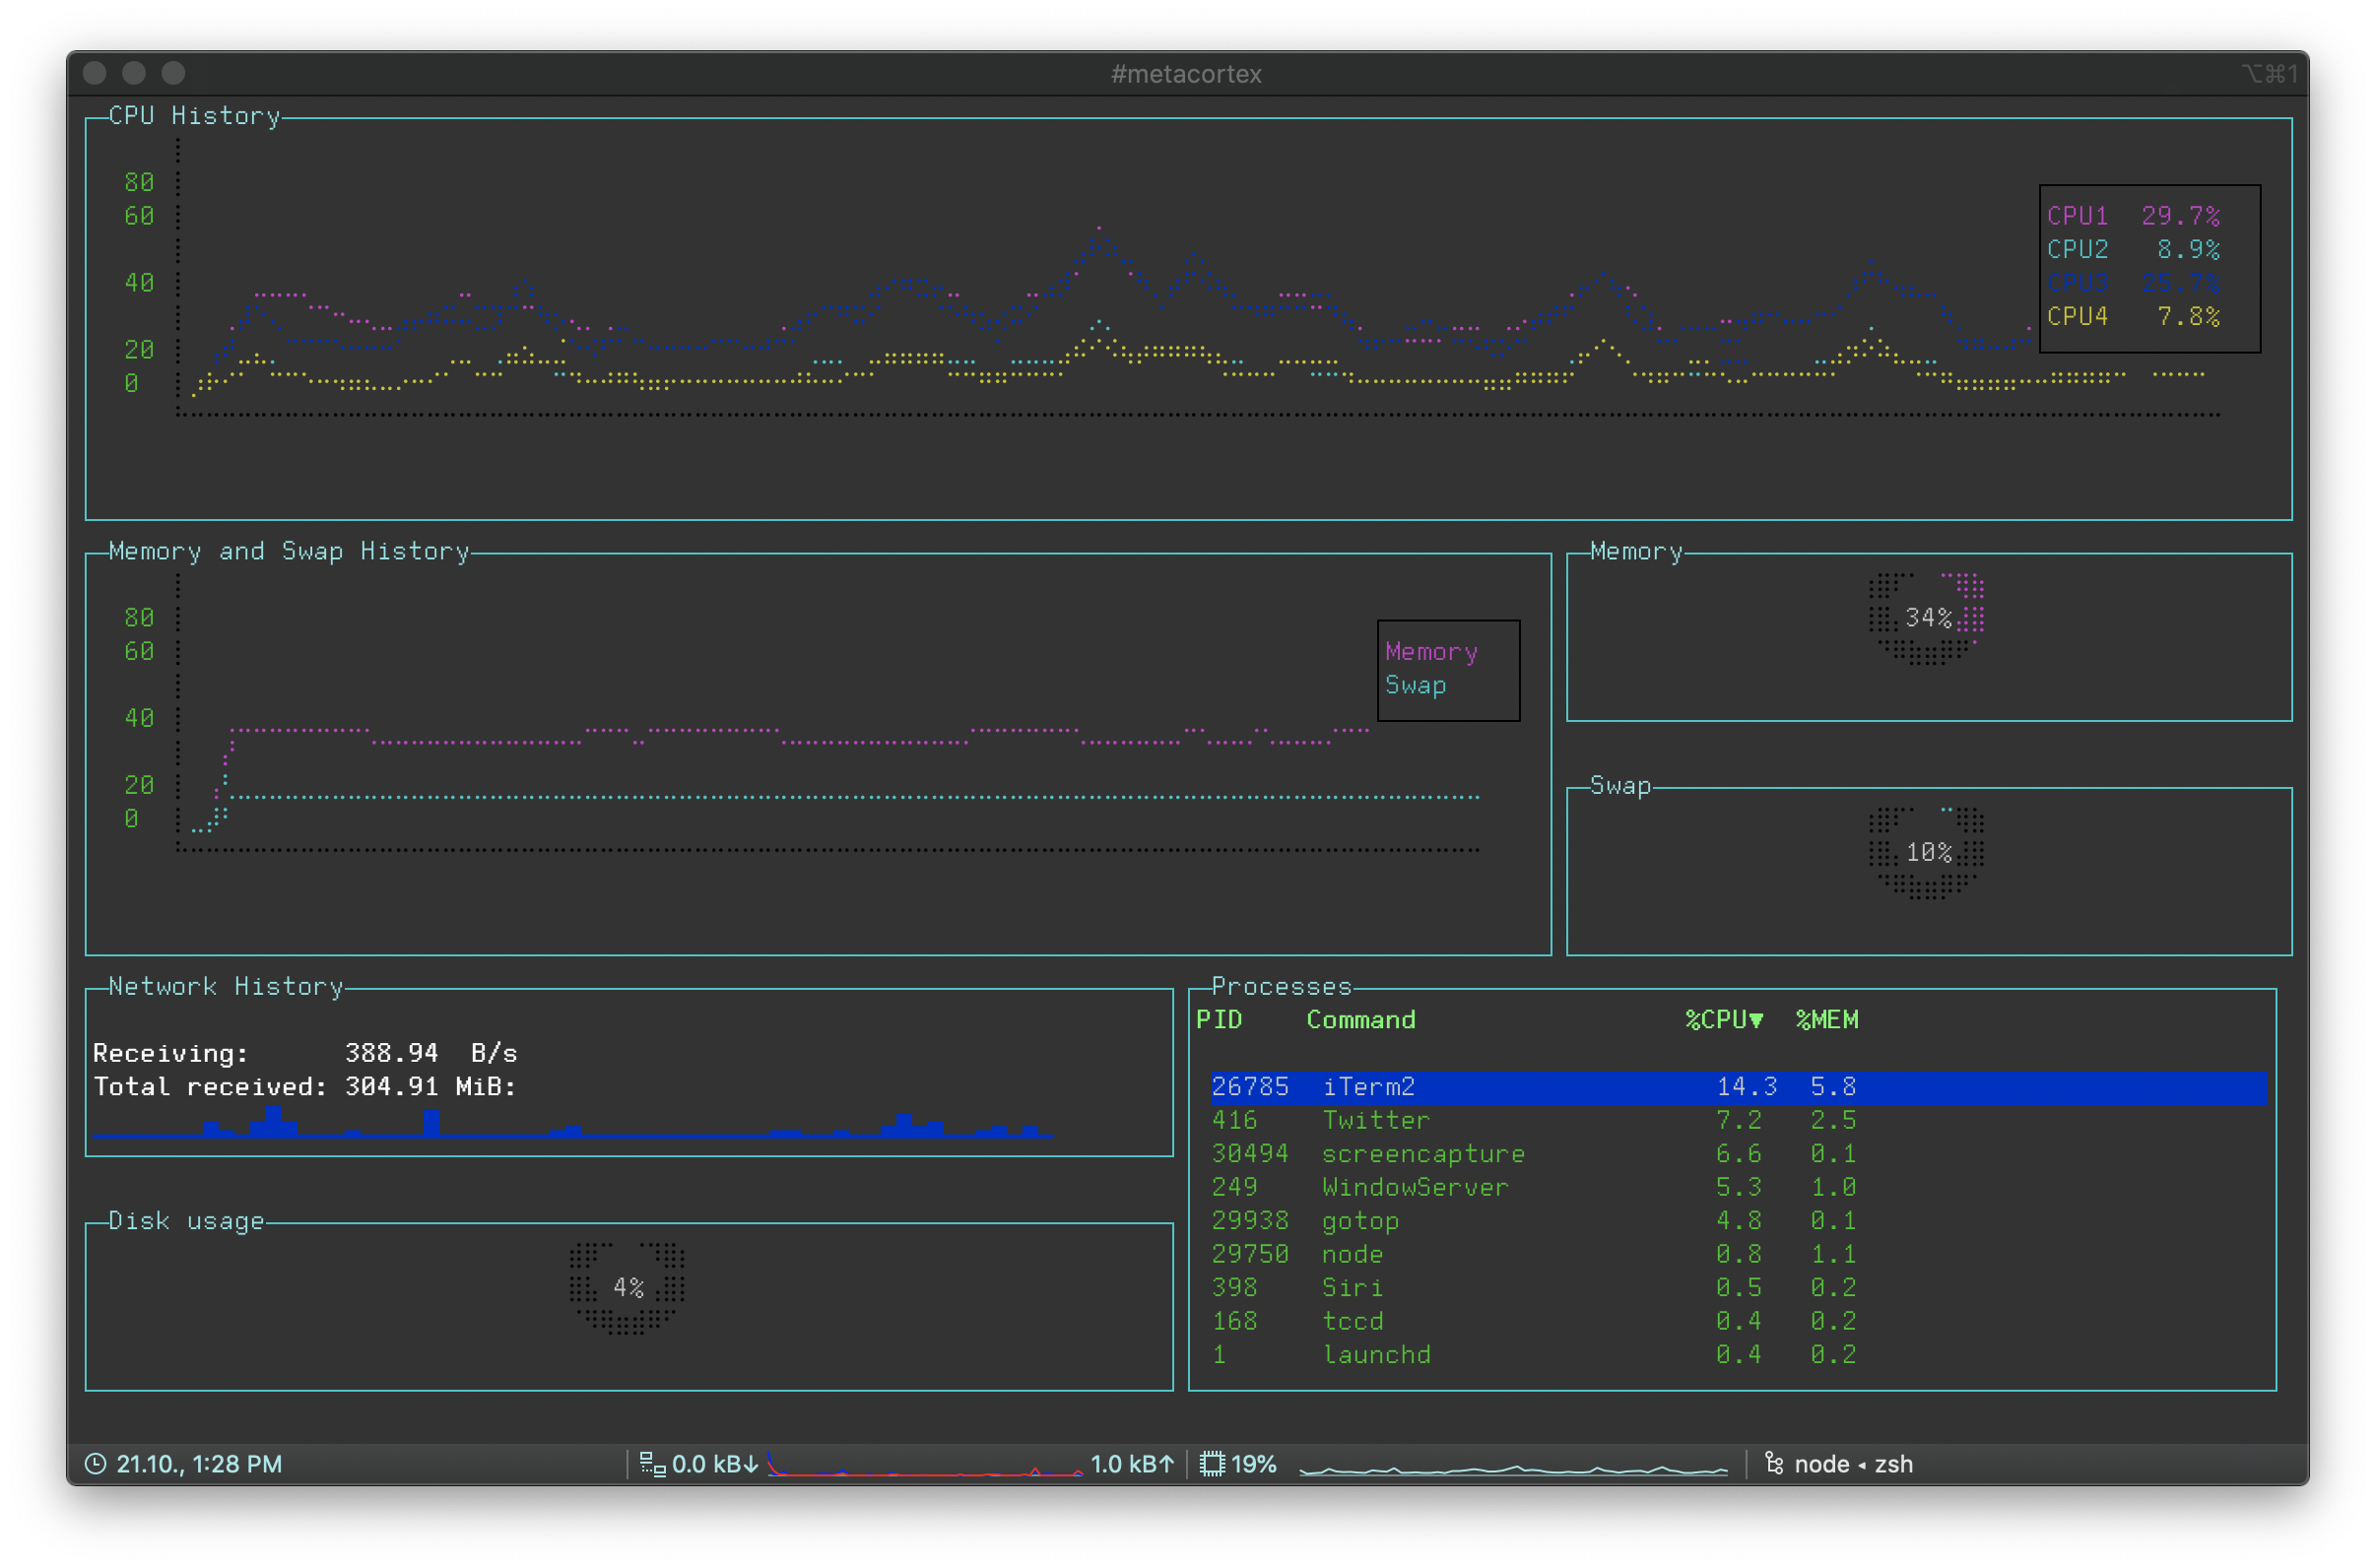 #metacortex ⌥⌘1
CPU History
80
60
40
20
0
CPU1 29.7%
CPU2 8.9%
CPU3 25.7%
CPU4 7.8%
Memory and Swap History
80
60
40
20
0
Memory
Swap
Memory
34%
Swap
10%
Network History
Receiving: 388.94 B/s
Total received: 304.91 MiB:
Disk usage
4%
Processes
PID Command %CPU▼ %MEM
26785 iTerm2 14.3 5.8
416 Twitter 7.2 2.5
30494 screencapture 6.6 0.1
249 WindowServer 5.3 1.0
29938 gotop 4.8 0.1
29750 node 0.8 1.1
398 Siri 0.5 0.2
168 tccd 0.4 0.2
1 launchd 0.4 0.2
21.10., 1:28 PM 0.0 kB↓ 1.0 kB↑ 19% node ◂ zsh